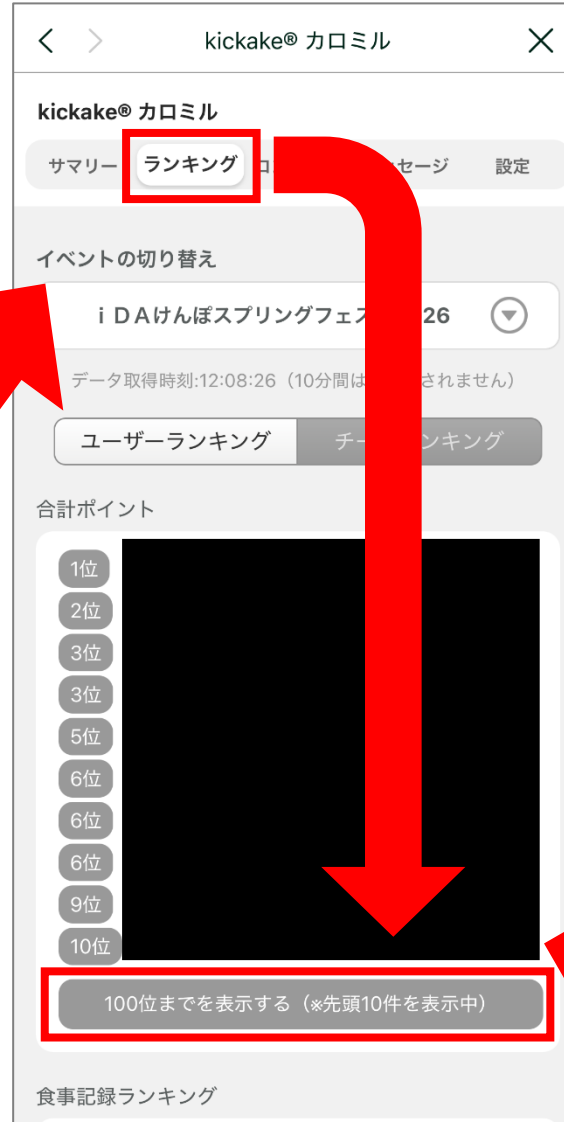 kickake® カロミル
kickake® カロミル
サマリー ランキング セージ 設定
イベントの切り替え
ｉＤＡけんぽスプリングフェス 26
データ取得時刻:12:08:26（10分間は されません）
ユーザーランキング チー ンキング
合計ポイント
1位
2位
3位
3位
5位
6位
6位
6位
9位
10位
100位までを表示する（※先頭10件を表示中）
食事記録ランキング